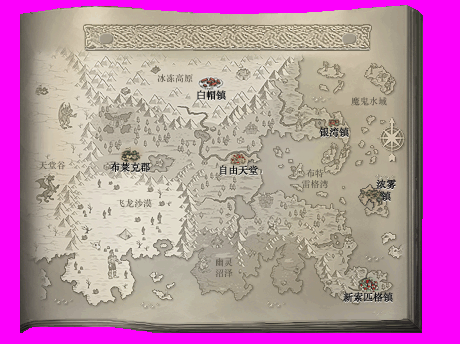 冰冻高原
白帽镇
魔鬼水域
银湾镇
天堂谷
布莱克郡
自由天堂
布特
雷格湾
浓雾
镇
飞龙沙漠
幽灵
沼泽
新索匹格镇